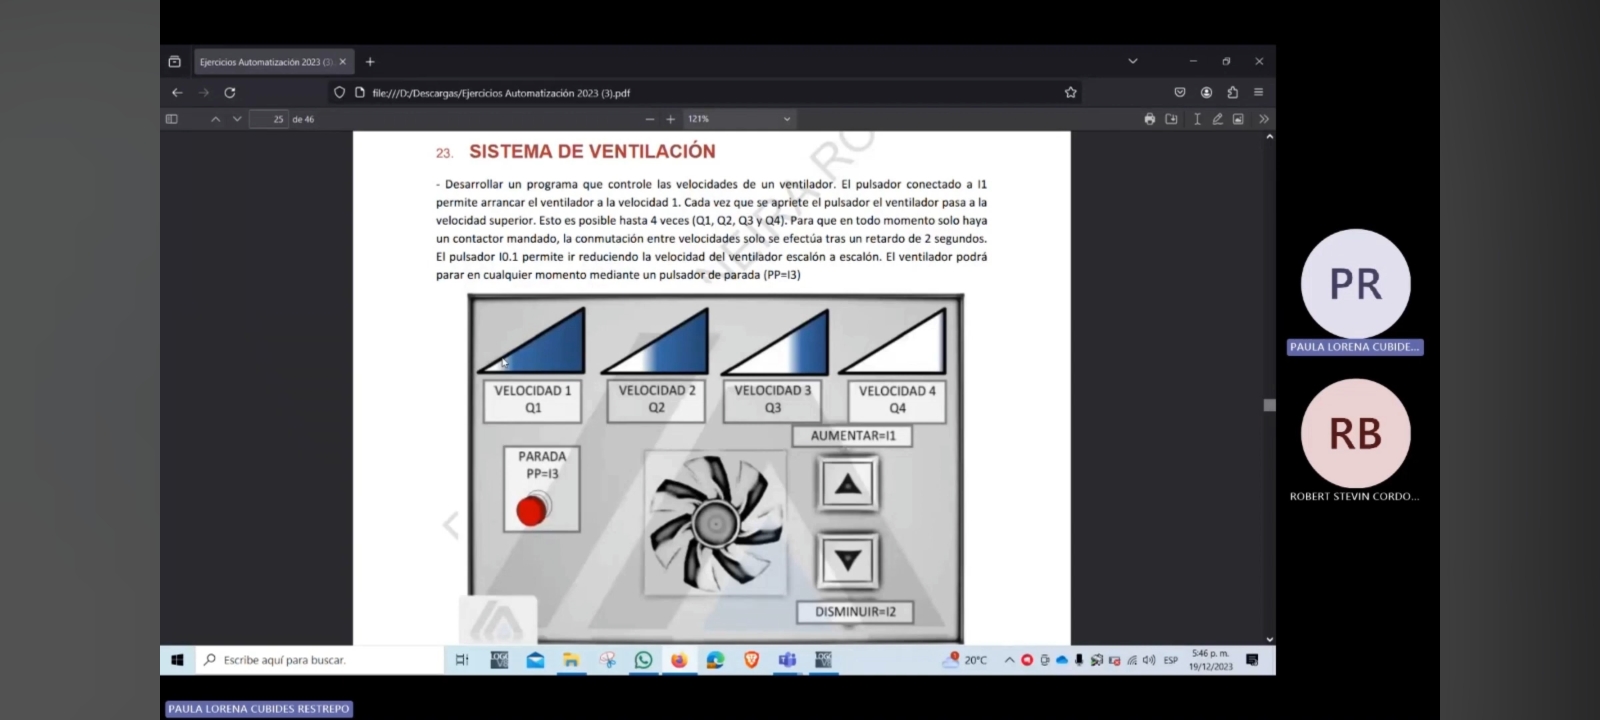 Ejercicios Automatización 2023 (3)
file:///D:/Descargas/Ejercicios Automatización 2023 (3).pdf
25 de 46
121%
23. SISTEMA DE VENTILACIÓN
- Desarrollar un programa que controle las velocidades de un ventilador. El pulsador conectado a I1
permite arrancar el ventilador a la velocidad 1. Cada vez que se apriete el pulsador el ventilador pasa a la
velocidad superior. Esto es posible hasta 4 veces (Q1, Q2, Q3 y Q4). Para que en todo momento solo haya
un contactor mandado, la conmutación entre velocidades solo se efectúa tras un retardo de 2 segundos.
El pulsador I0.1 permite ir reduciendo la velocidad del ventilador escalón a escalón. El ventilador podrá
parar en cualquier momento mediante un pulsador de parada (PP=I3)
VELOCIDAD 1
Q1
VELOCIDAD 2
Q2
VELOCIDAD 3
Q3
VELOCIDAD 4
Q4
AUMENTAR=I1
PARADA
PP=I3
DISMINUIR=I2
PR
PAULA LORENA CUBIDE...
RB
ROBERT STEVIN CORDO...
Escribe aquí para buscar.
20°C
ESP
5:46 p. m.
19/12/2023
PAULA LORENA CUBIDES RESTREPO